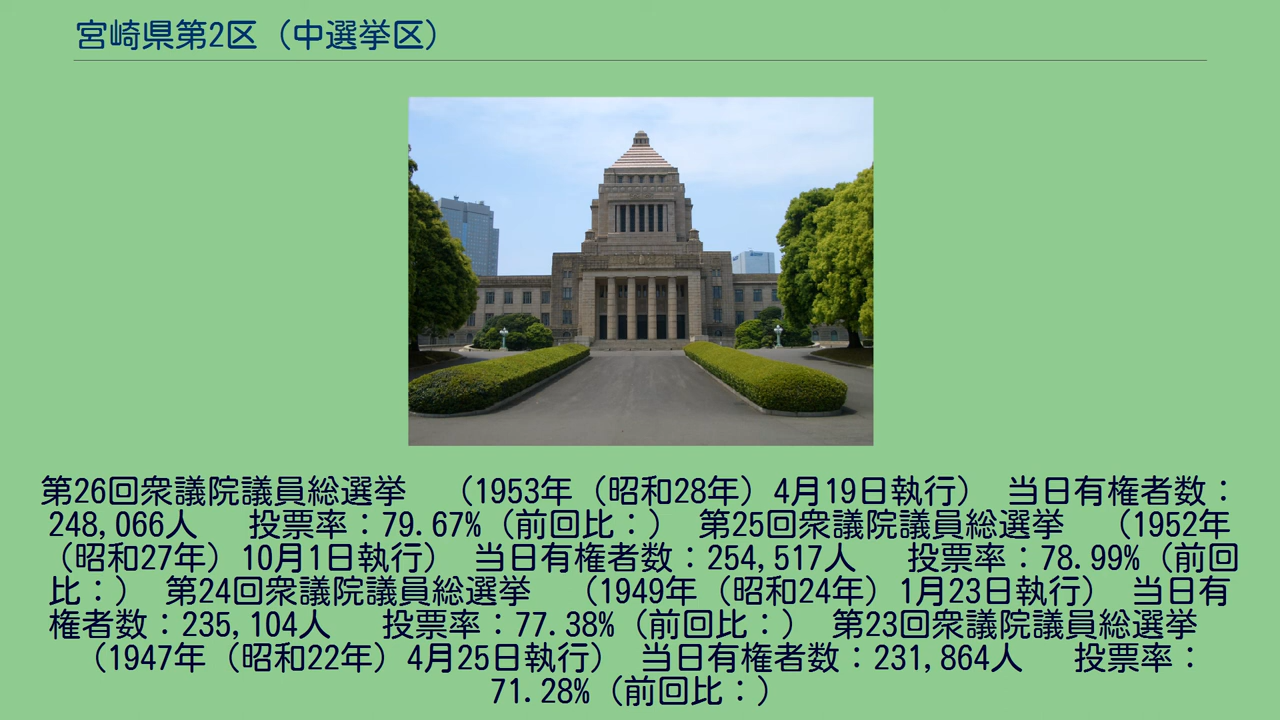 宮崎県第2区（中選挙区）
第26回衆議院議員総選挙　（1953年（昭和28年）4月19日執行）　当日有権者数：
248,066人　 投票率：79.67%（前回比：）　第25回衆議院議員総選挙　（1952年
（昭和27年）10月1日執行）　当日有権者数：254,517人　 投票率：78.99%（前回
比：）　第24回衆議院議員総選挙　（1949年（昭和24年）1月23日執行）　当日有
権者数：235,104人　 投票率：77.38%（前回比：）　第23回衆議院議員総選挙
（1947年（昭和22年）4月25日執行）　当日有権者数：231,864人　 投票率：
71.28%（前回比：）